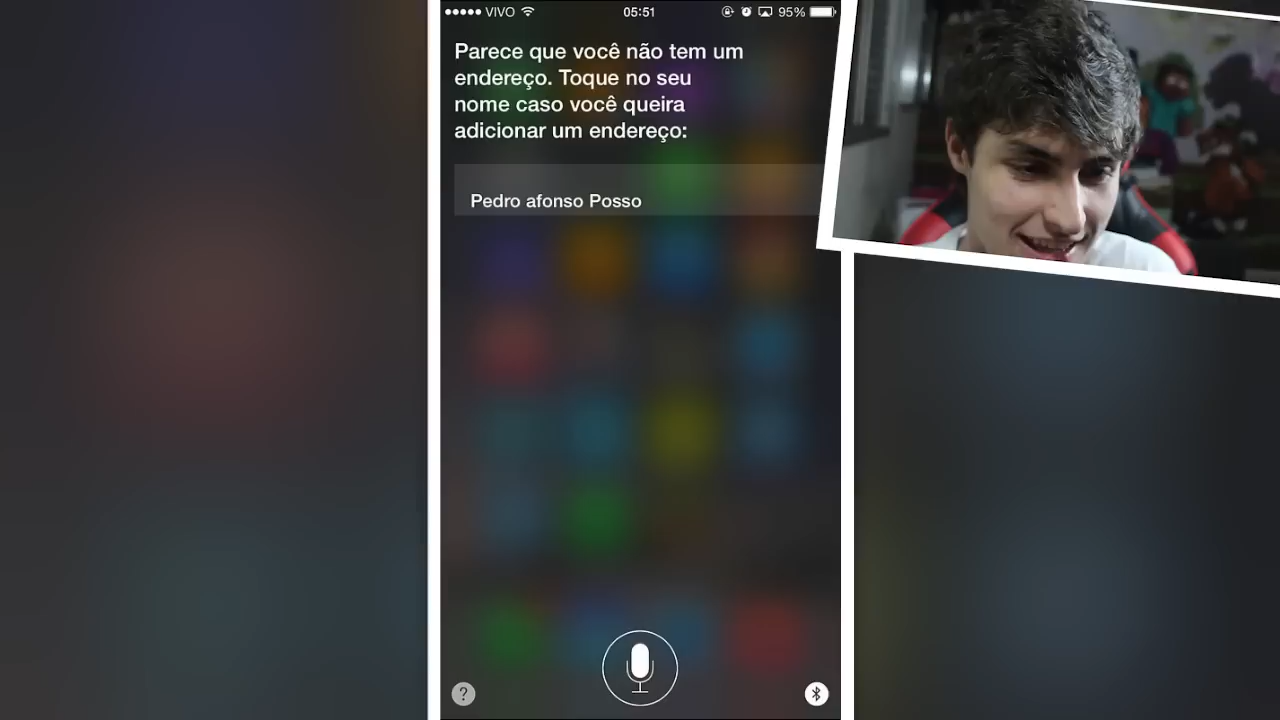 VIVO 05:51 95%
Parece que você não tem um
endereço. Toque no seu
nome caso você queira
adicionar um endereço:
Pedro afonso Posso
?